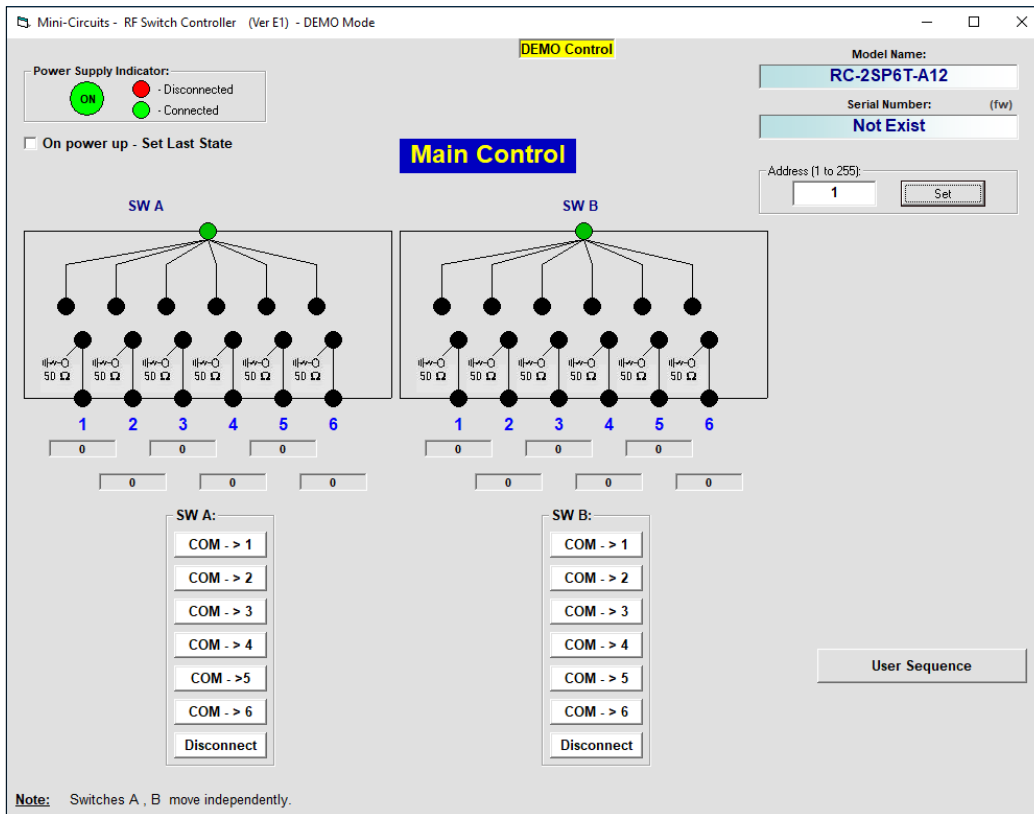 Mini-Circuits - RF Switch Controller (Ver E1) - DEMO Mode
DEMO Control
Power Supply Indicator:
ON
- Disconnected
- Connected
Model Name:
RC-2SP6T-A12
Serial Number: (fw)
Not Exist
On power up - Set Last State
Main Control
Address (1 to 255):
1 Set
SW A SW B
50 Ω 50 Ω 50 Ω 50 Ω 50 Ω 50 Ω 50 Ω 50 Ω 50 Ω 50 Ω 50 Ω 50 Ω
1 2 3 4 5 6 1 2 3 4 5 6
0 0 0 0 0 0
0 0 0 0 0 0
SW A:
COM - > 1
COM - > 2
COM - > 3
COM - > 4
COM - >5
COM - > 6
Disconnect
SW B:
COM - > 1
COM - > 2
COM - > 3
COM - > 4
COM - > 5
COM - > 6
Disconnect
User Sequence
Note: Switches A , B move independently.